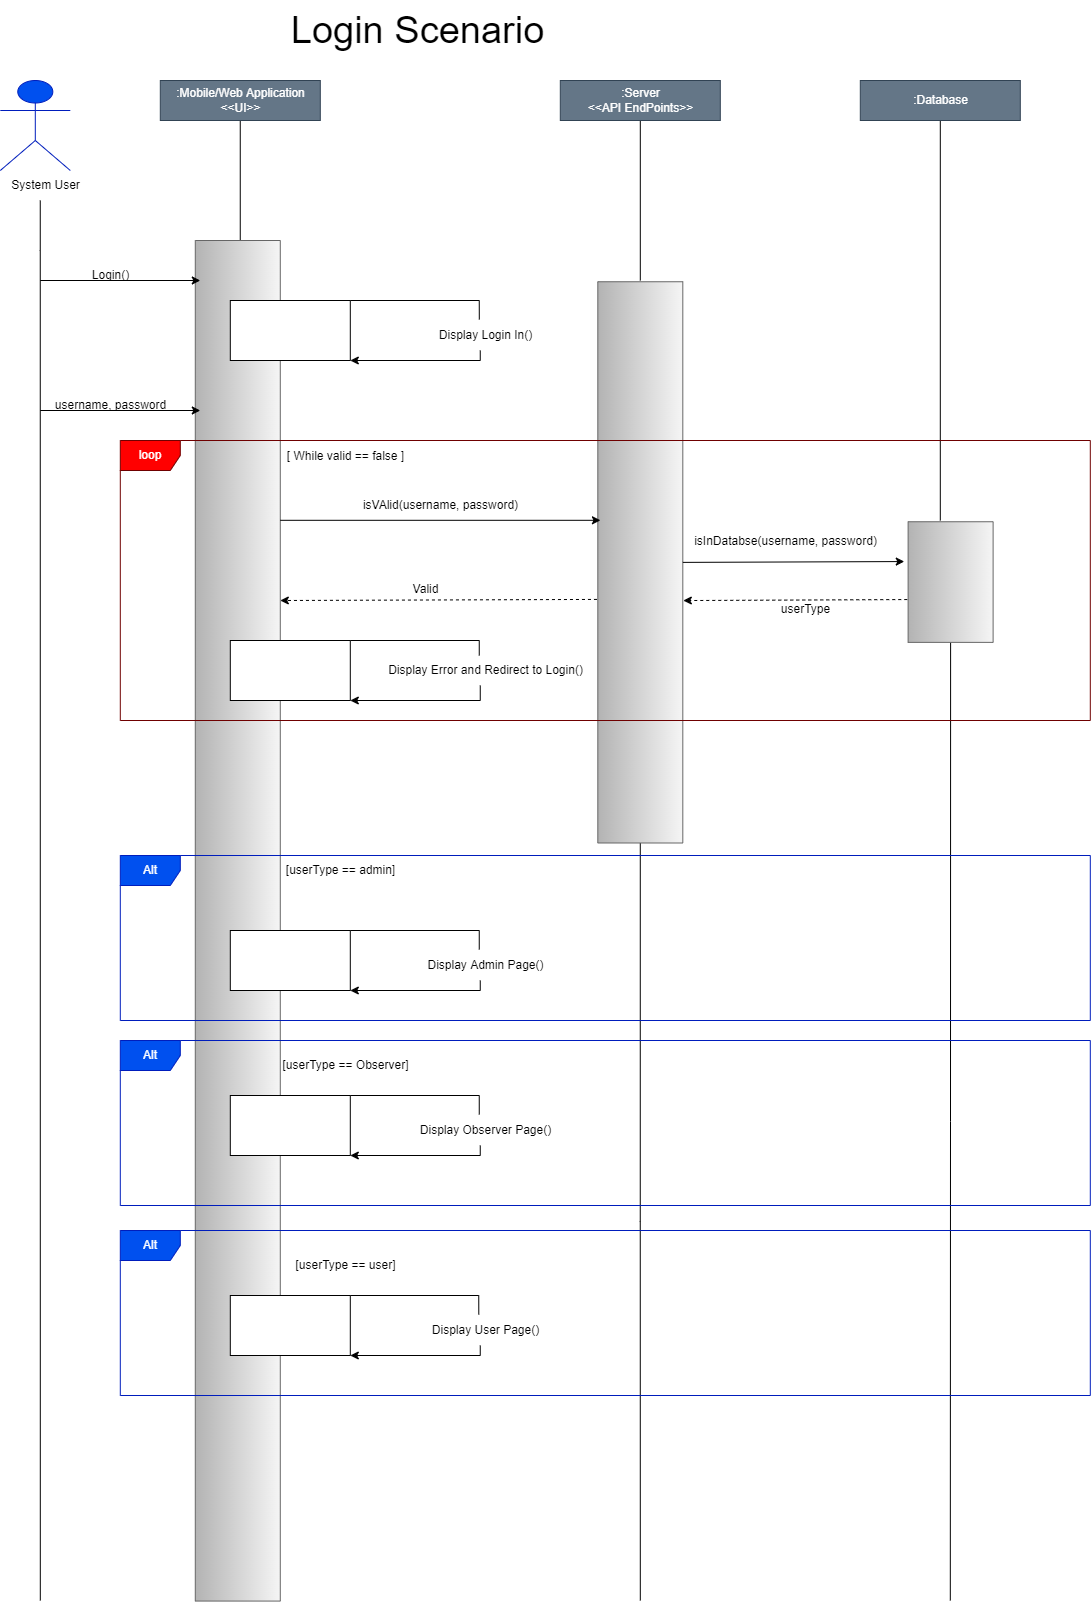 Login Scenario
:Mobile/Web Application
<<UI>>
:Server
<<API EndPoints>>
:Database
System User
Login()
Display Login In()
username, password
loop
[ While valid == false ]
isVAlid(username, password)
isInDatabse(username, password)
Valid
userType
Display Error and Redirect to Login()
Alt
[userType == admin]
Display Admin Page()
Alt
[userType == Observer]
Display Observer Page()
Alt
[userType == user]
Display User Page()